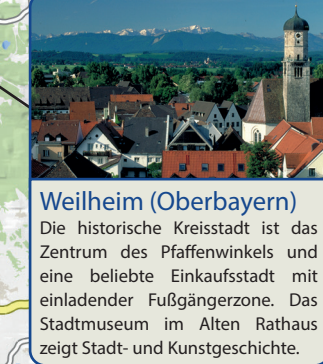 Weilheim (Oberbayern)
Die historische Kreisstadt ist das
Zentrum des Pfaffenwinkels und
eine beliebte Einkaufsstadt mit
einladender Fußgängerzone. Das
Stadtmuseum im Alten Rathaus
zeigt Stadt- und Kunstgeschichte.